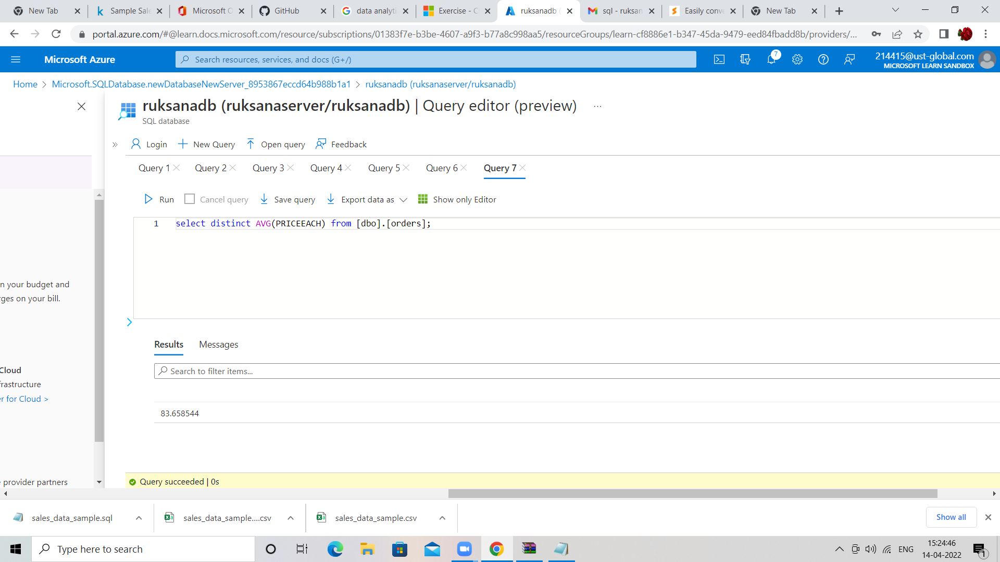 New Tab
Sample Sale
Microsoft O
GitHub
data analyti
Exercise - C
ruksanadb
sql - ruksan
Easily conve
New Tab
portal.azure.com/#@learn.docs.microsoft.com/resource/subscriptions/01383f7e-b3be-4607-a9f3-b77a8c998aa5/resourceGroups/learn-cf8886e1-b347-45da-9479-eed84fbadd8b/providers/...
Microsoft Azure
Search resources, services, and docs (G+/)
7
214415@ust-global.com
MICROSOFT LEARN SANDBOX
Home > Microsoft.SQLDatabase.newDatabaseNewServer_8953867eccd64b988b1a1 > ruksanadb (ruksanaserver/ruksanadb)
ruksanadb (ruksanaserver/ruksanadb) | Query editor (preview) ...
SQL database
Login
New Query
Open query
Feedback
Query 1
Query 2
Query 3
Query 4
Query 5
Query 6
Query 7
Run
Cancel query
Save query
Export data as
Show only Editor
1 select distinct AVG(PRICEEACH) from [dbo].[orders];
n your budget and
rges on your bill.
Cloud
frastructure
er for Cloud >
provider partners
Results
Messages
Search to filter items...
83.658544
Query succeeded | 0s
sales_data_sample.sql
sales_data_sample....csv
sales_data_sample.csv
Show all
Type here to search
ENG
15:24:46
14-04-2022
1